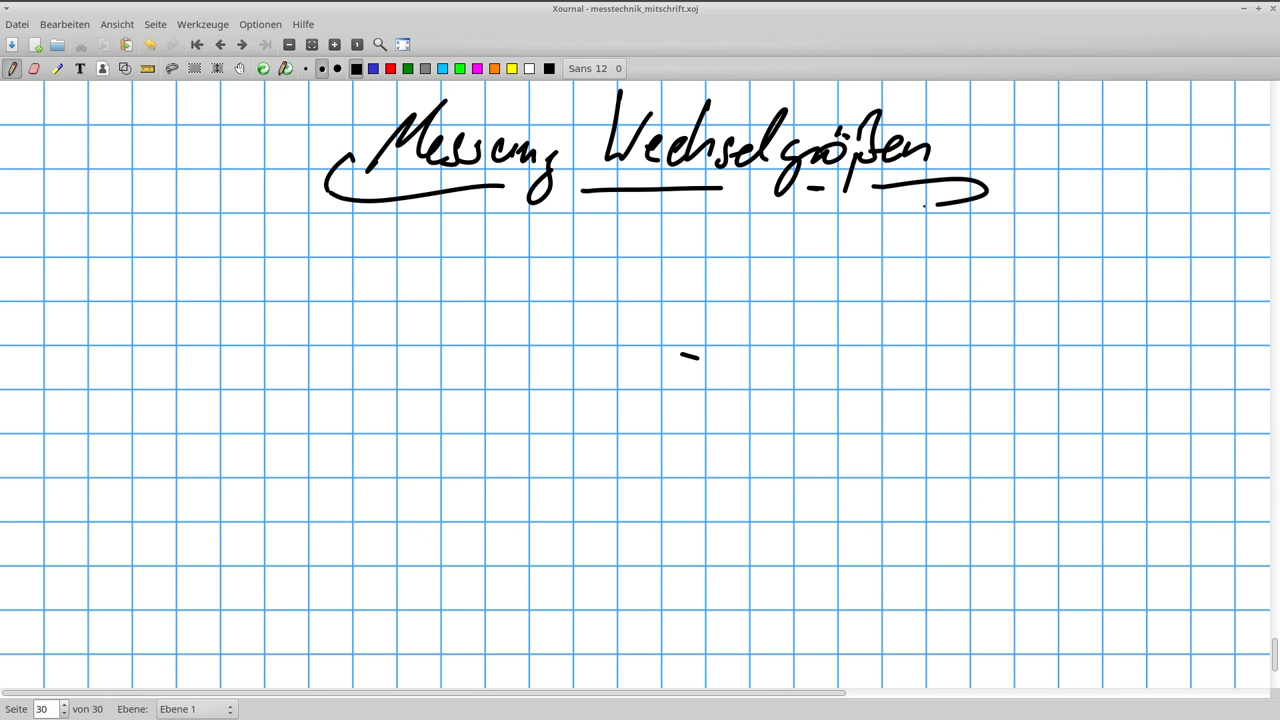 Xournal - messtechnik_mitschrift.xoj
Datei Bearbeiten Ansicht Seite Werkzeuge Optionen Hilfe
Sans 12 0
Messung Wechselgrößen
Seite 30 von 30 Ebene: Ebene 1